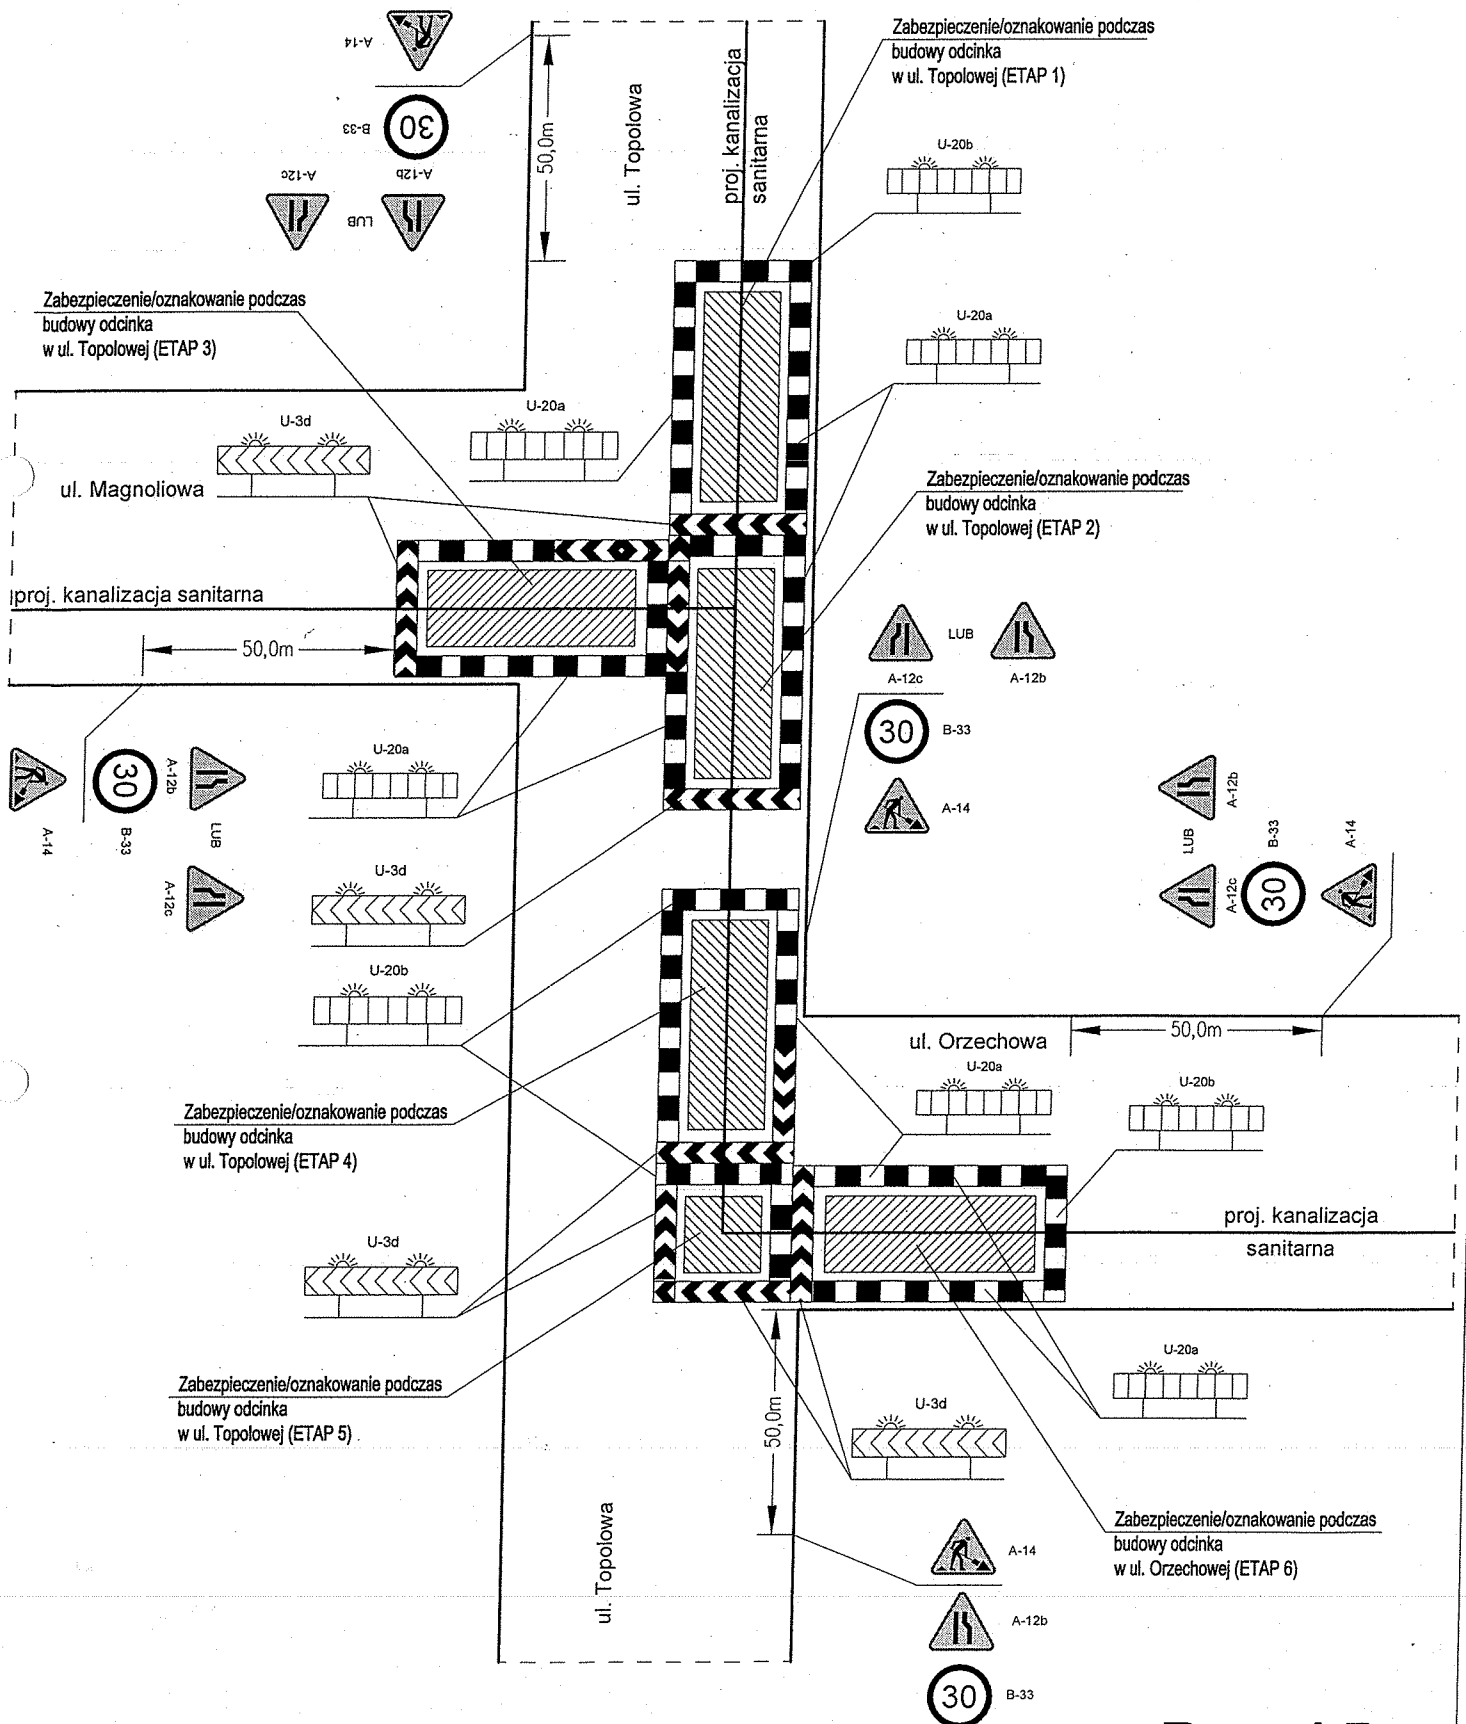 A-14
B-33
30
A-12c
A-12b
LUB
50,0m
ul. Topolowa
proj. kanalizacja
sanitarna
Zabezpieczenie/oznakowanie podczas
budowy odcinka
w ul. Topolowej (ETAP 1)
U-20b
Zabezpieczenie/oznakowanie podczas
budowy odcinka
w ul. Topolowej (ETAP 3)
U-20a
U-3d
U-20a
ul. Magnoliowa
Zabezpieczenie/oznakowanie podczas
budowy odcinka
w ul. Topolowej (ETAP 2)
proj. kanalizacja sanitarna
50,0m
LUB
A-12c
A-12b
30
B-33
A-14
A-14
30
B-33
A-12b
LUB
A-12c
U-20a
U-3d
U-20b
A-12b
LUB
A-12c
B-33
30
A-14
50,0m
ul. Orzechowa
U-20a
U-20b
Zabezpieczenie/oznakowanie podczas
budowy odcinka
w ul. Topolowej (ETAP 4)
proj. kanalizacja
sanitarna
U-3d
U-20a
Zabezpieczenie/oznakowanie podczas
budowy odcinka
w ul. Topolowej (ETAP 5)
50,0m
U-3d
ul. Topolowa
Zabezpieczenie/oznakowanie podczas
budowy odcinka
w ul. Orzechowej (ETAP 6)
A-14
A-12b
30
B-33